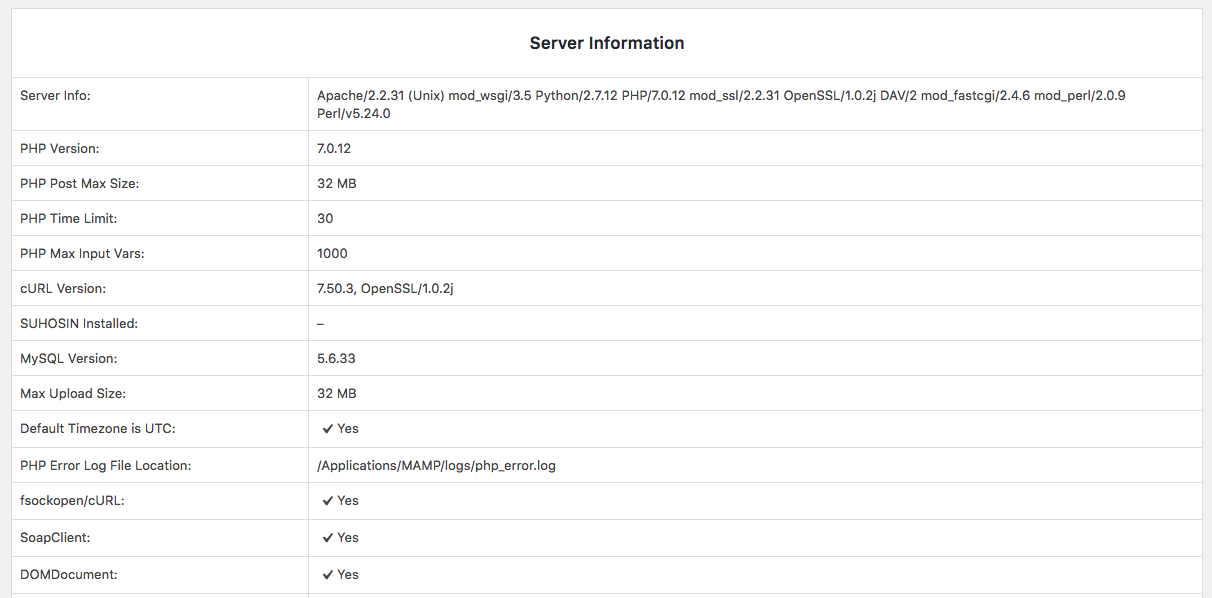 Server Information
Server Info:
Apache/2.2.31 (Unix) mod_wsgi/3.5 Python/2.7.12 PHP/7.0.12 mod_ssl/2.2.31 OpenSSL/1.0.2j DAV/2 mod_fastcgi/2.4.6 mod_perl/2.0.9
Perl/v5.24.0
PHP Version:
7.0.12
PHP Post Max Size:
32 MB
PHP Time Limit:
30
PHP Max Input Vars:
1000
cURL Version:
7.50.3, OpenSSL/1.0.2j
SUHOSIN Installed:
–
MySQL Version:
5.6.33
Max Upload Size:
32 MB
Default Timezone is UTC:
✔ Yes
PHP Error Log File Location:
/Applications/MAMP/logs/php_error.log
fsockopen/cURL:
✔ Yes
SoapClient:
✔ Yes
DOMDocument:
✔ Yes